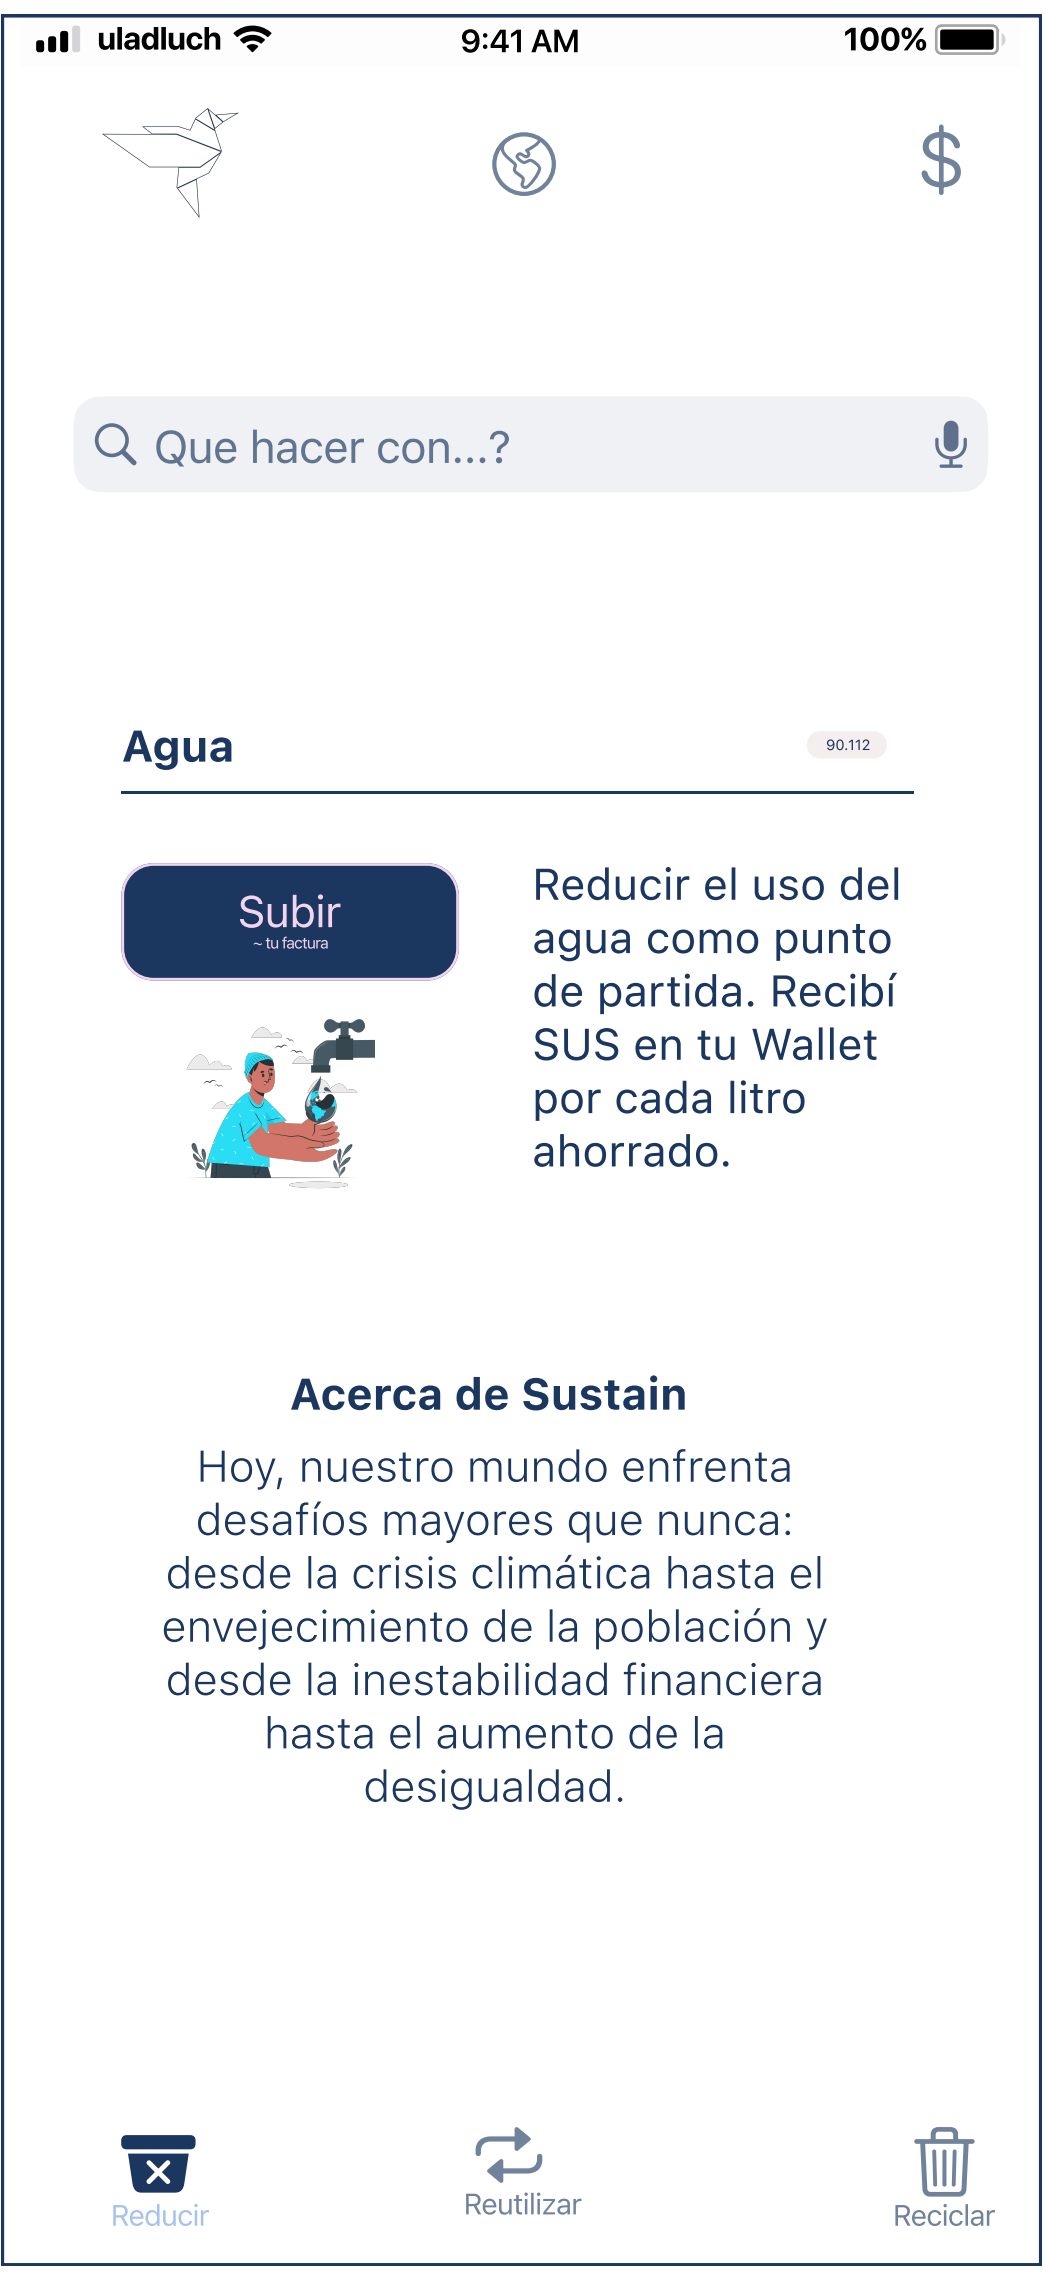 uladluch 9:41 AM 100%
$
Que hacer con...?
Agua 90.112
Subir
~ tu factura
Reducir el uso del
agua como punto
de partida. Recibí
SUS en tu Wallet
por cada litro
ahorrado.
Acerca de Sustain
Hoy, nuestro mundo enfrenta
desafíos mayores que nunca:
desde la crisis climática hasta el
envejecimiento de la población y
desde la inestabilidad financiera
hasta el aumento de la
desigualdad.
Reducir Reutilizar Reciclar